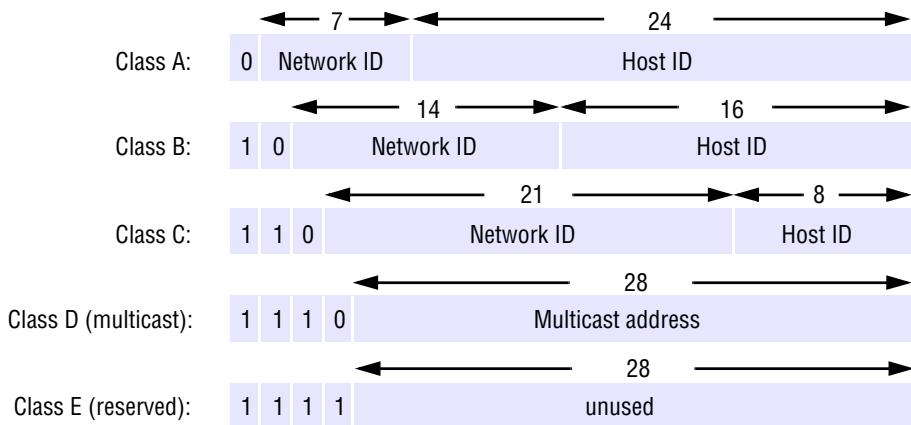 7 24
Class A: 0 Network ID Host ID
14 16
Class B: 1 0 Network ID Host ID
21 8
Class C: 1 1 0 Network ID Host ID
28
Class D (multicast): 1 1 1 0 Multicast address
28
Class E (reserved): 1 1 1 1 unused